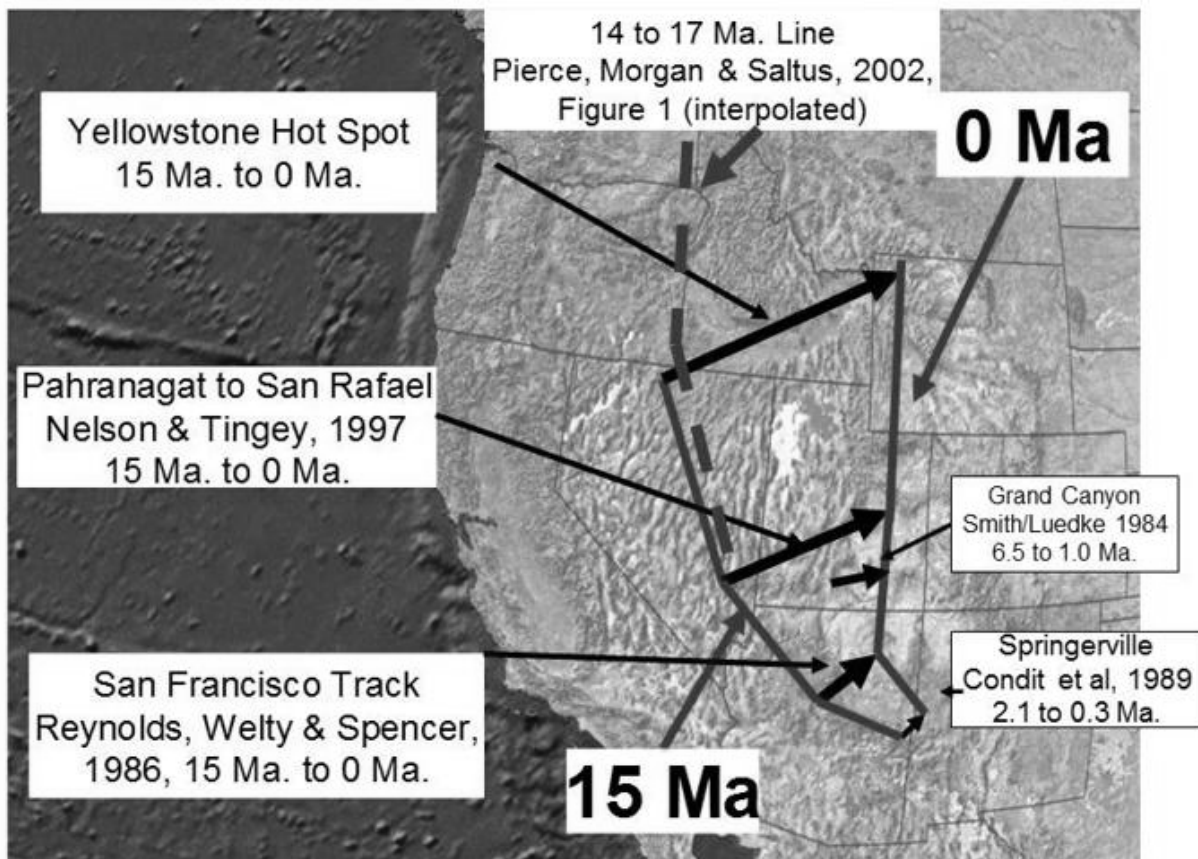 14 to 17 Ma. Line
Pierce, Morgan & Saltus, 2002,
Figure 1 (interpolated)
0 Ma
Yellowstone Hot Spot
15 Ma. to 0 Ma.
Pahranagat to San Rafael
Nelson & Tingey, 1997
15 Ma. to 0 Ma.
Grand Canyon
Smith/Luedke 1984
6.5 to 1.0 Ma.
San Francisco Track
Reynolds, Welty & Spencer,
1986, 15 Ma. to 0 Ma.
Springerville
Condit et al, 1989
2.1 to 0.3 Ma.
15 Ma